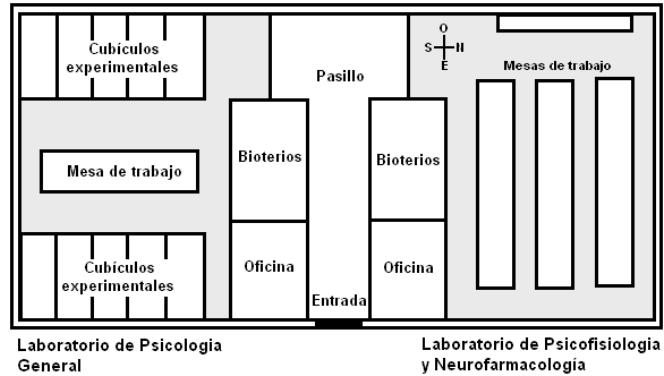 Cubículos
experimentales
Pasillo
O
S N
E
Mesas de trabajo
Bioterios
Bioterios
Mesa de trabajo
Cubículos
experimentales
Oficina
Oficina
Entrada
Laboratorio de Psicologia
General
Laboratorio de Psicofisiologia
y Neurofarmacología